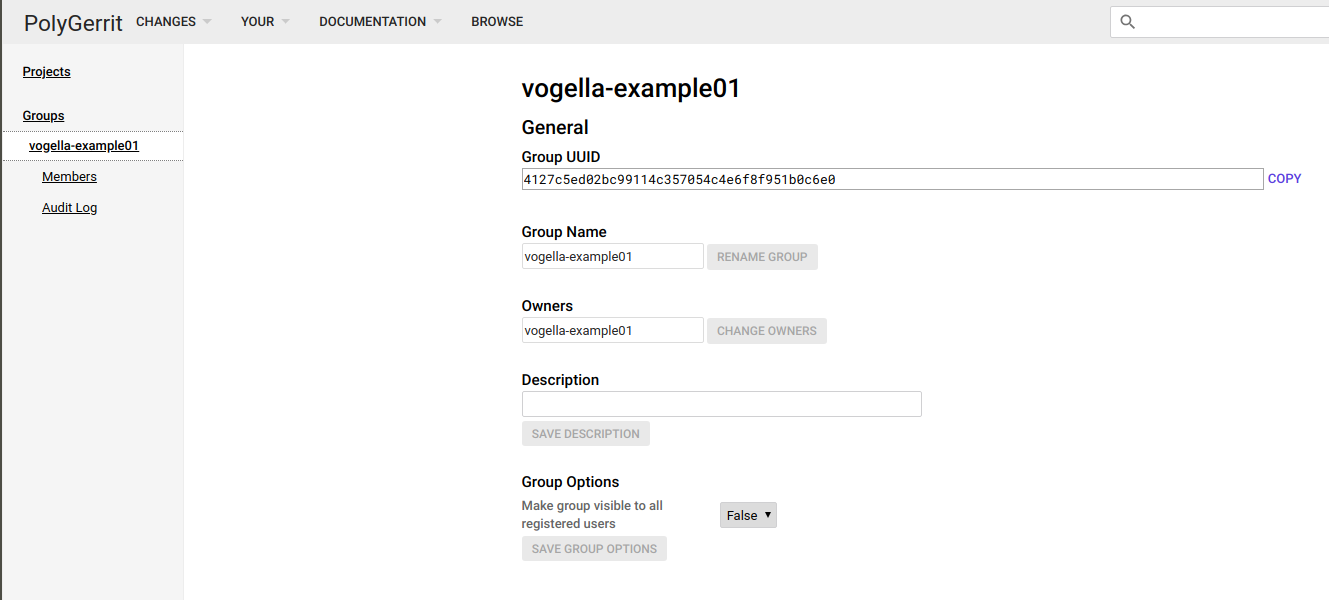 PolyGerrit CHANGES YOUR DOCUMENTATION BROWSE
Projects
Groups
vogella-example01
Members
Audit Log
vogella-example01
General
Group UUID
4127c5ed02bc99114c357054c4e6f8f951b0c6e0 COPY
Group Name
vogella-example01 RENAME GROUP
Owners
vogella-example01 CHANGE OWNERS
Description
SAVE DESCRIPTION
Group Options
Make group visible to all
registered users
False
SAVE GROUP OPTIONS